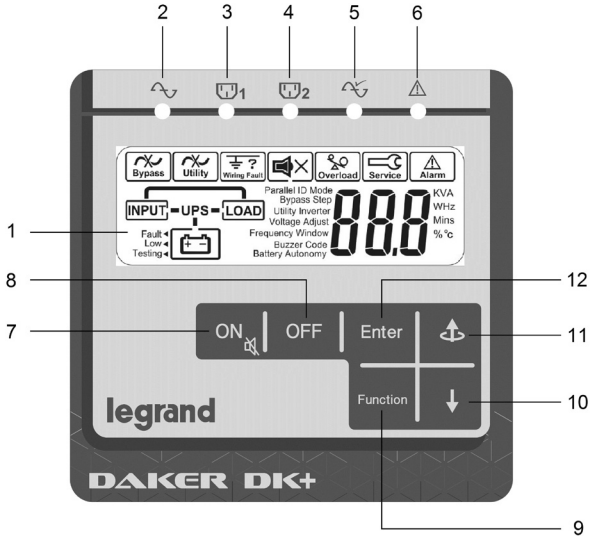 2 3 4 5 6
1 2
Bypass Utility Wiring Fault Overload Service Alarm
Parallel ID Mode
Bypass Step
Utility Inverter
Voltage Adjust
Frequency Window
Buzzer Code
Battery Autonomy
88.8
KVA
WHz
Mins
%°c
INPUT UPS LOAD
Fault
Low
Testing
1
8
12
7
ON OFF Enter
11
Function
10
legrand
DAKER DK+
9